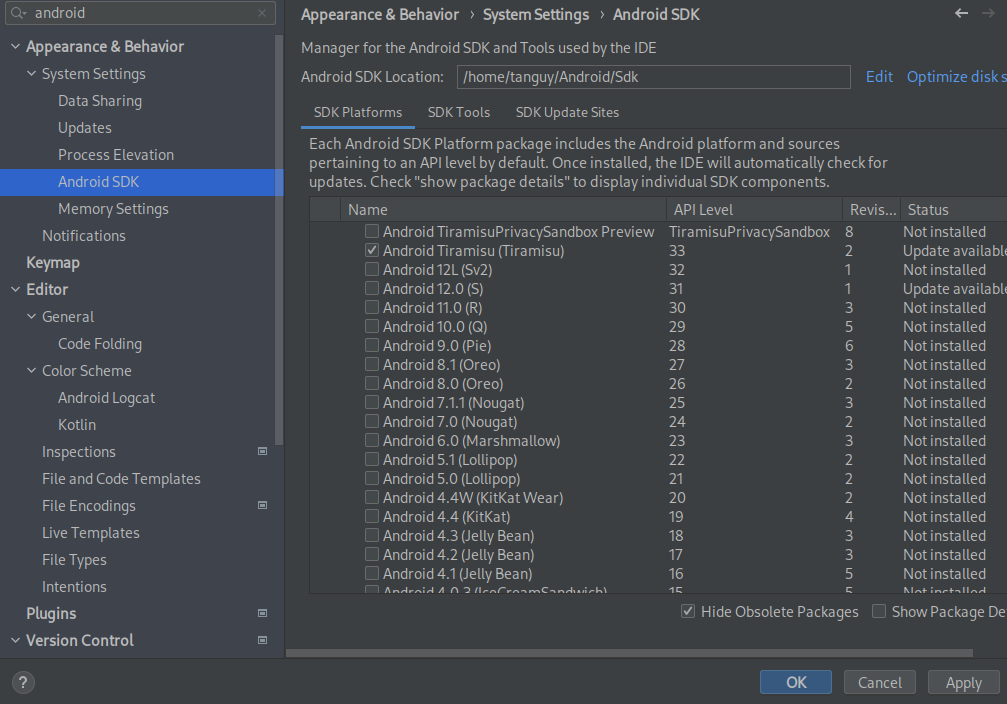 android
Appearance & Behavior › System Settings › Android SDK
Appearance & Behavior
System Settings
Data Sharing
Updates
Process Elevation
Android SDK
Memory Settings
Notifications
Keymap
Editor
General
Code Folding
Color Scheme
Android Logcat
Kotlin
Inspections
File and Code Templates
File Encodings
Live Templates
File Types
Intentions
Plugins
Version Control
Manager for the Android SDK and Tools used by the IDE
Android SDK Location: /home/tanguy/Android/Sdk Edit Optimize disk s
SDK Platforms SDK Tools SDK Update Sites
Each Android SDK Platform package includes the Android platform and sources
pertaining to an API level by default. Once installed, the IDE will automatically check for
updates. Check "show package details" to display individual SDK components.
Name API Level Revis... Status
Android TiramisuPrivacySandbox Preview TiramisuPrivacySandbox 8 Not installed
Android Tiramisu (Tiramisu) 33 2 Update available
Android 12L (Sv2) 32 1 Not installed
Android 12.0 (S) 31 1 Update available
Android 11.0 (R) 30 3 Not installed
Android 10.0 (Q) 29 5 Not installed
Android 9.0 (Pie) 28 6 Not installed
Android 8.1 (Oreo) 27 3 Not installed
Android 8.0 (Oreo) 26 2 Not installed
Android 7.1.1 (Nougat) 25 3 Not installed
Android 7.0 (Nougat) 24 2 Not installed
Android 6.0 (Marshmallow) 23 3 Not installed
Android 5.1 (Lollipop) 22 2 Not installed
Android 5.0 (Lollipop) 21 2 Not installed
Android 4.4W (KitKat Wear) 20 2 Not installed
Android 4.4 (KitKat) 19 4 Not installed
Android 4.3 (Jelly Bean) 18 3 Not installed
Android 4.2 (Jelly Bean) 17 3 Not installed
Android 4.1 (Jelly Bean) 16 5 Not installed
Android 4.0.3 (IceCreamSandwich) 15 5 Not installed
Hide Obsolete Packages Show Package De
? OK Cancel Apply